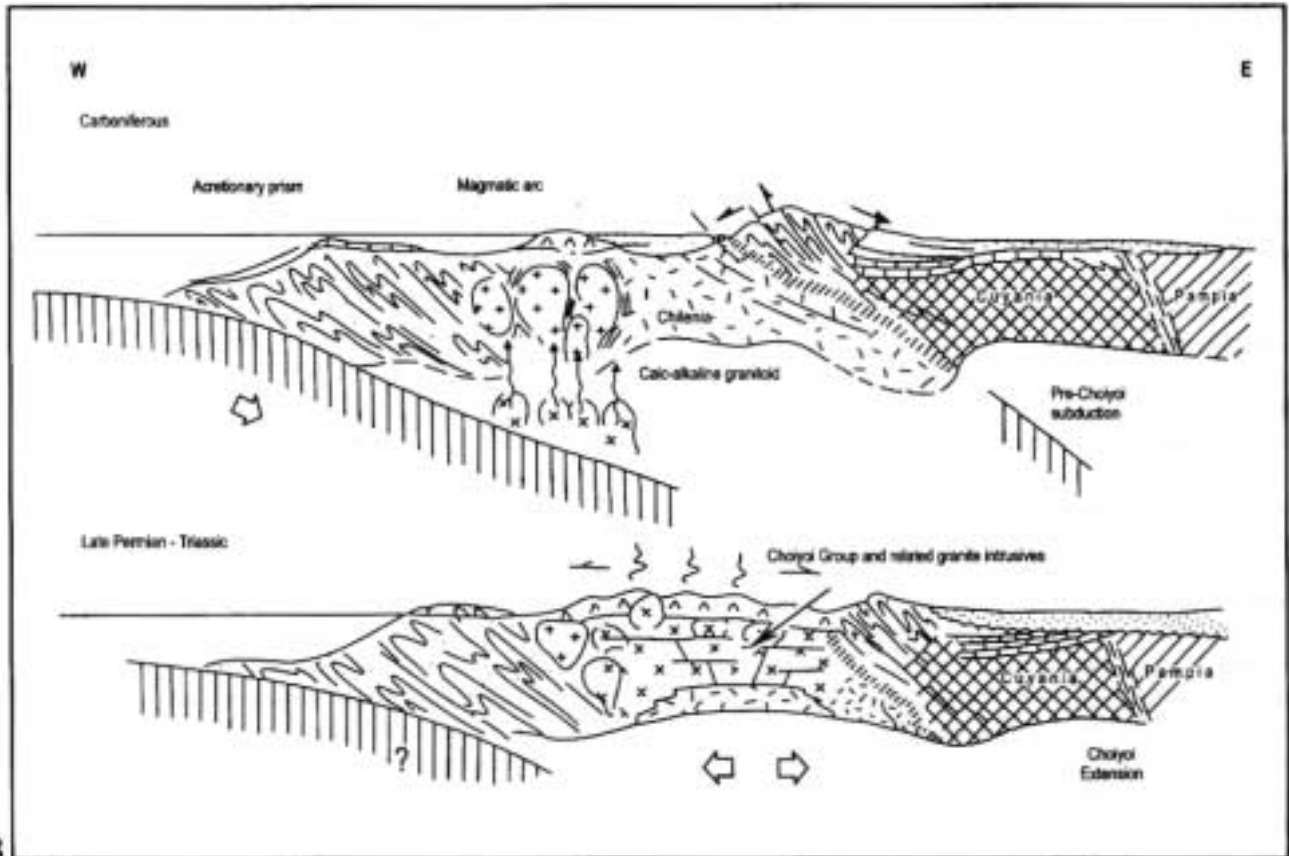 W
E
Carboniferous
Acretionary prism
Magmatic arc
Cuyania
Pampia
Chilenia
Calc-alkaline granitoid
Pre-Choiyoi
subduction
Late Permian - Triassic
Choiyoi Group and related granite intrusives
Cuyania
Pampia
?
Choiyoi
Extension